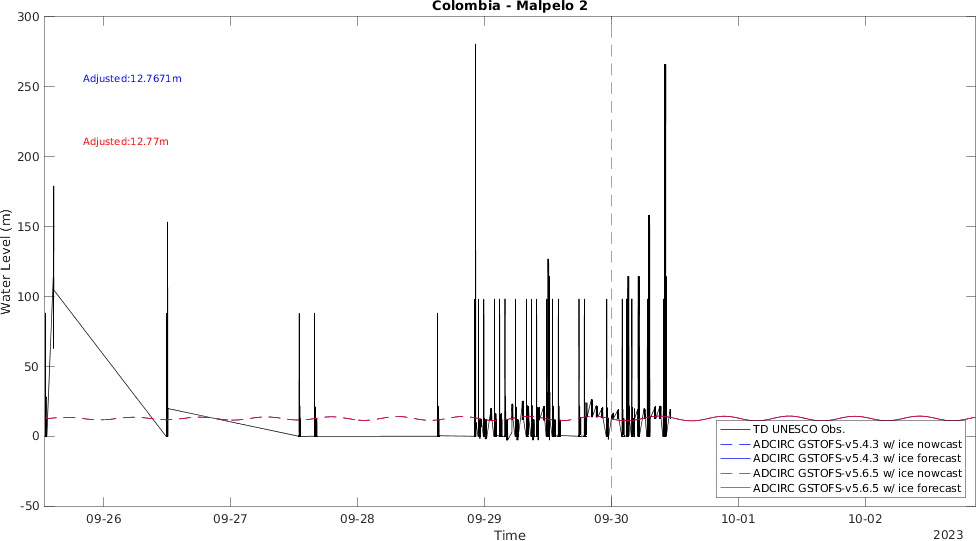 Colombia - Malpelo 2
300
250
200
150
100
50
0
-50
Water Level (m)
Adjusted:12.7671m
Adjusted:12.77m
TD UNESCO Obs.
ADCIRC GSTOFS-v5.4.3 w/ ice nowcast
ADCIRC GSTOFS-v5.4.3 w/ ice forecast
ADCIRC GSTOFS-v5.6.5 w/ ice nowcast
ADCIRC GSTOFS-v5.6.5 w/ ice forecast
09-26 09-27 09-28 09-29 09-30 10-01 10-02
Time
2023